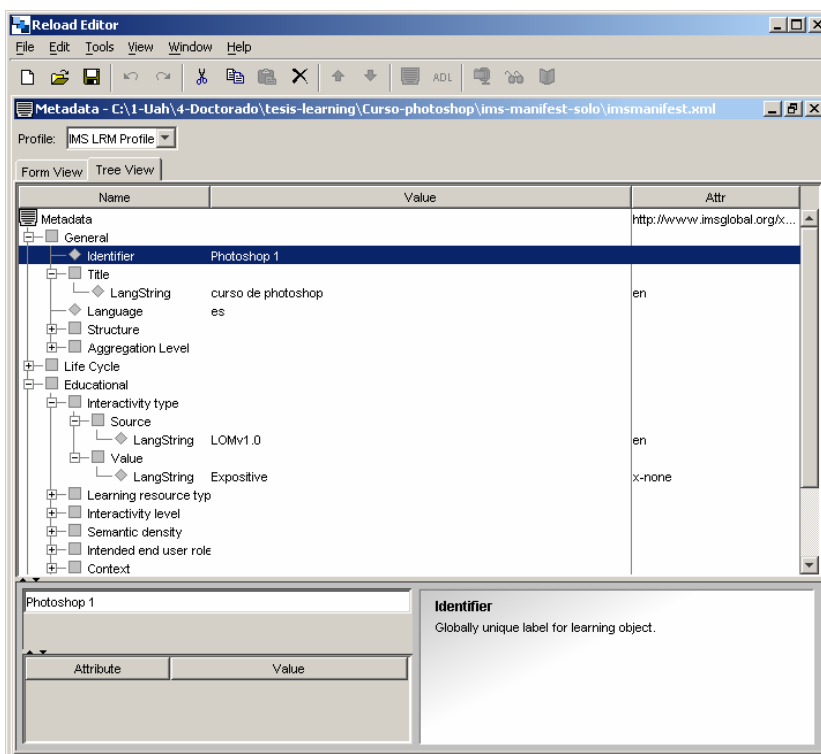 Reload Editor
File Edit Tools View Window Help
ADL
Metadata - C:\1-Uah\4-Doctorado\tesis-learning\Curso-photoshop\ims-manifest-solo\imsmanifest.xml
Profile: IMS LRM Profile
Form View Tree View
Name Value Attr
Metadata http://www.imsglobal.org/x...
General
Identifier Photoshop 1
Title
LangString curso de photoshop en
Language es
Structure
Aggregation Level
Life Cycle
Educational
Interactivity type
Source
LangString LOMv1.0 en
Value
LangString Expositive x-none
Learning resource typ
Interactivity level
Semantic density
Intended end user role
Context
Photoshop 1
Identifier
Globally unique label for learning object.
Attribute Value